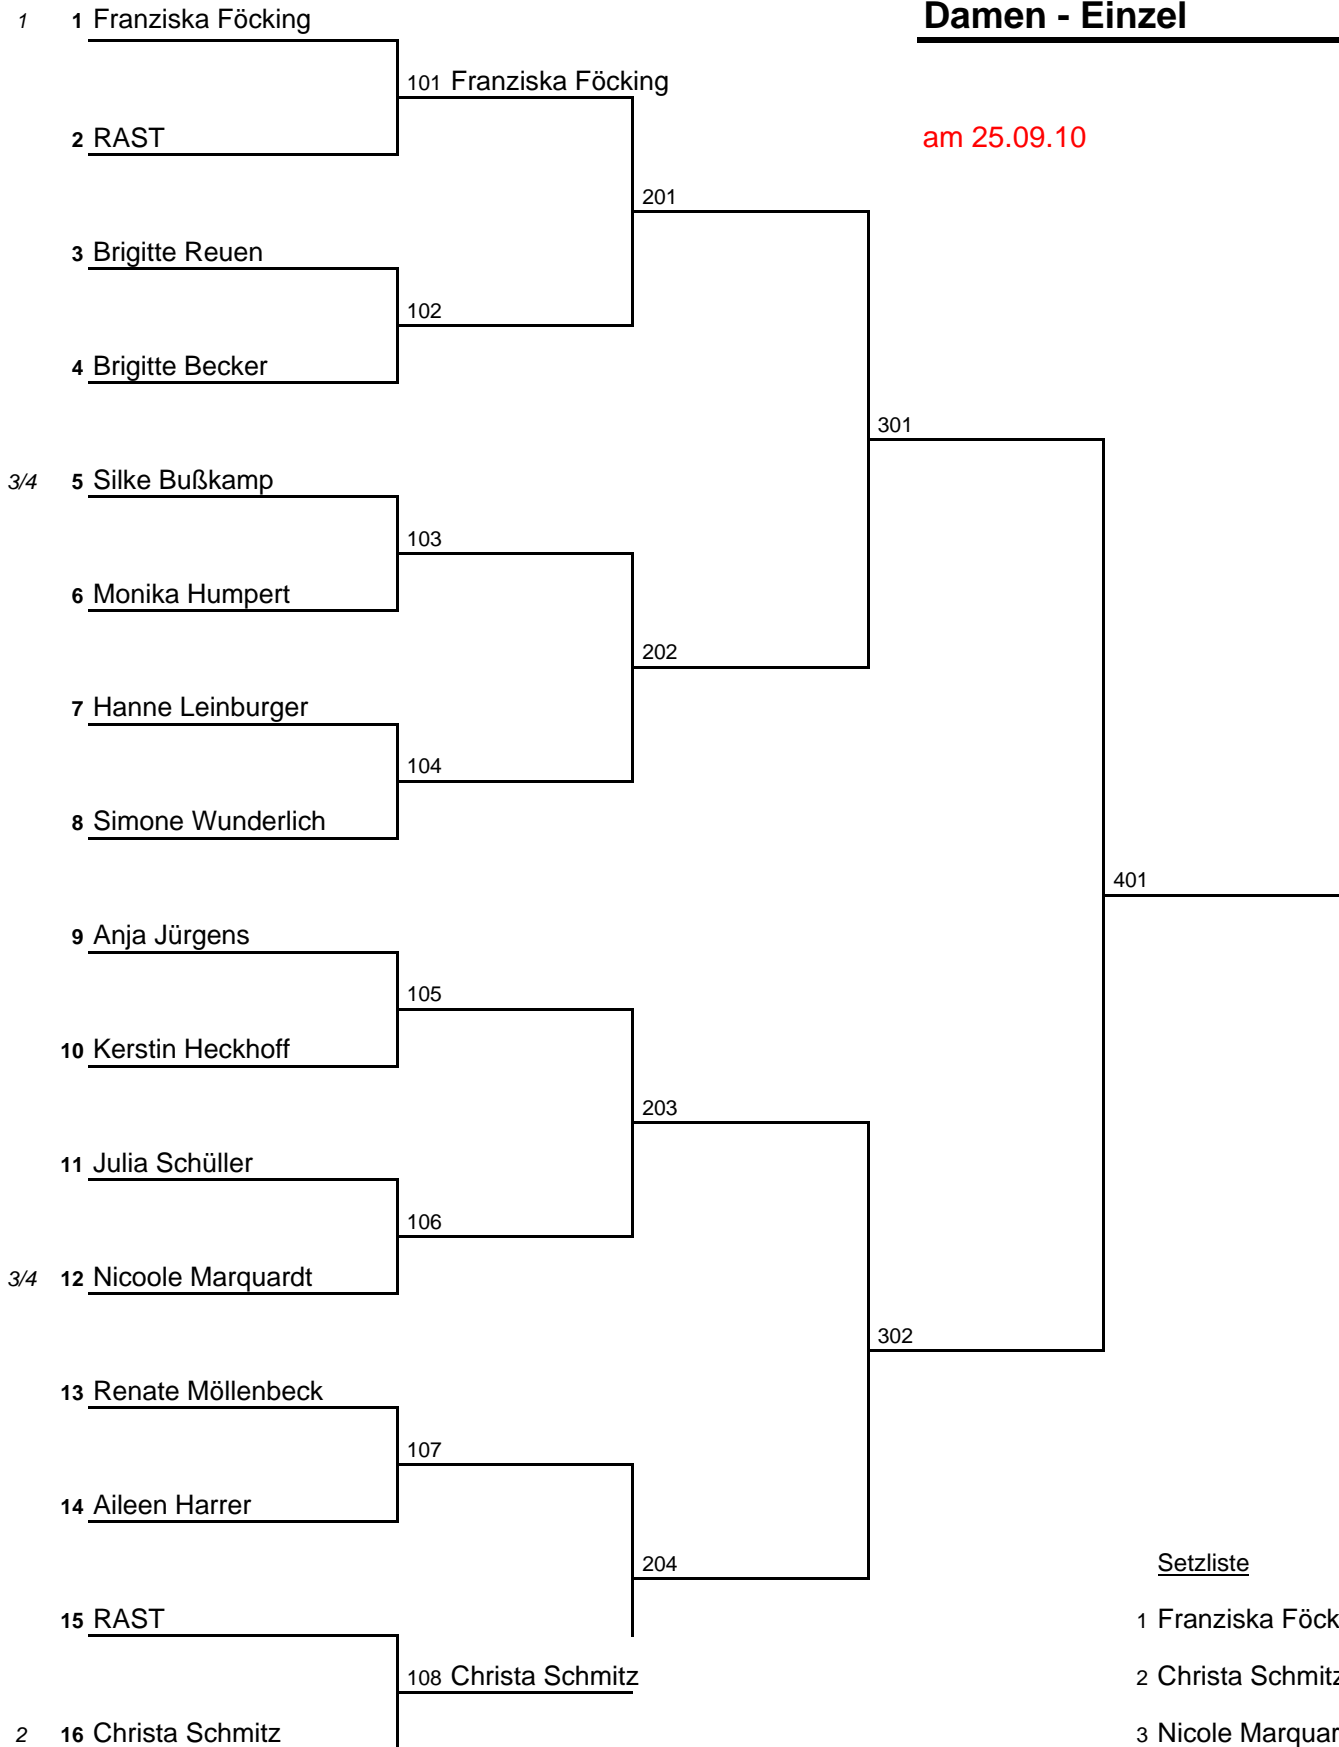 Damen - Einzel
1 1 Franziska Föcking
101 Franziska Föcking
2 RAST
am 25.09.10
201
3 Brigitte Reuen
102
4 Brigitte Becker
301
3/4 5 Silke Bußkamp
103
6 Monika Humpert
202
7 Hanne Leinburger
104
8 Simone Wunderlich
401
9 Anja Jürgens
105
10 Kerstin Heckhoff
203
11 Julia Schüller
106
3/4 12 Nicoole Marquardt
302
13 Renate Möllenbeck
107
14 Aileen Harrer
204
Setzliste
15 RAST
1 Franziska Föck
108 Christa Schmitz
2 Christa Schmitz
2 16 Christa Schmitz
3 Nicole Marquar